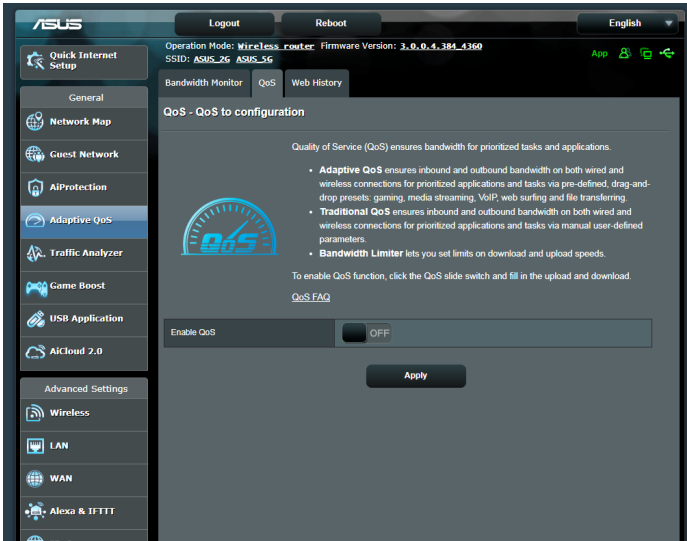 ASUS
Logout
Reboot
English
Quick Internet
Setup
Operation Mode: Wireless router Firmware Version: 3.0.0.4.384_4360
SSID: ASUS_2G ASUS_5G
App
General
Network Map
Guest Network
AiProtection
Adaptive QoS
Traffic Analyzer
Game Boost
USB Application
AiCloud 2.0
Advanced Settings
Wireless
LAN
WAN
Alexa & IFTTT
Bandwidth Monitor
QoS
Web History
QoS - QoS to configuration
QoS
Quality of Service (QoS) ensures bandwidth for prioritized tasks and applications.
• Adaptive QoS ensures inbound and outbound bandwidth on both wired and
wireless connections for prioritized applications and tasks via pre-defined, drag-and-
drop presets: gaming, media streaming, VoIP, web surfing and file transferring.
• Traditional QoS ensures inbound and outbound bandwidth on both wired and
wireless connections for prioritized applications and tasks via manual user-defined
parameters.
• Bandwidth Limiter lets you set limits on download and upload speeds.
To enable QoS function, click the QoS slide switch and fill in the upload and download.
QoS FAQ
Enable QoS
OFF
Apply